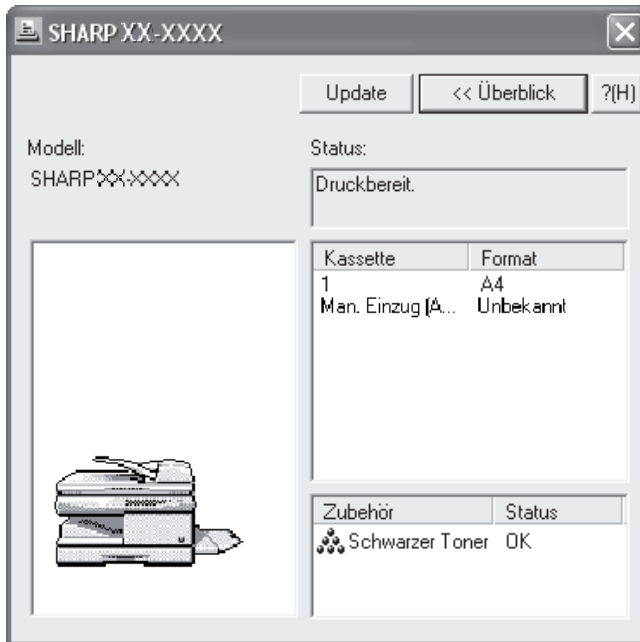 SHARP XX-XXXX
Update
<< Überblick
?(H)
Modell:
SHARP XX-XXXX
Status:
Druckbereit.
Kassette Format
1 A4
Man. Einzug (A... Unbekannt
Zubehör Status
Schwarzer Toner OK